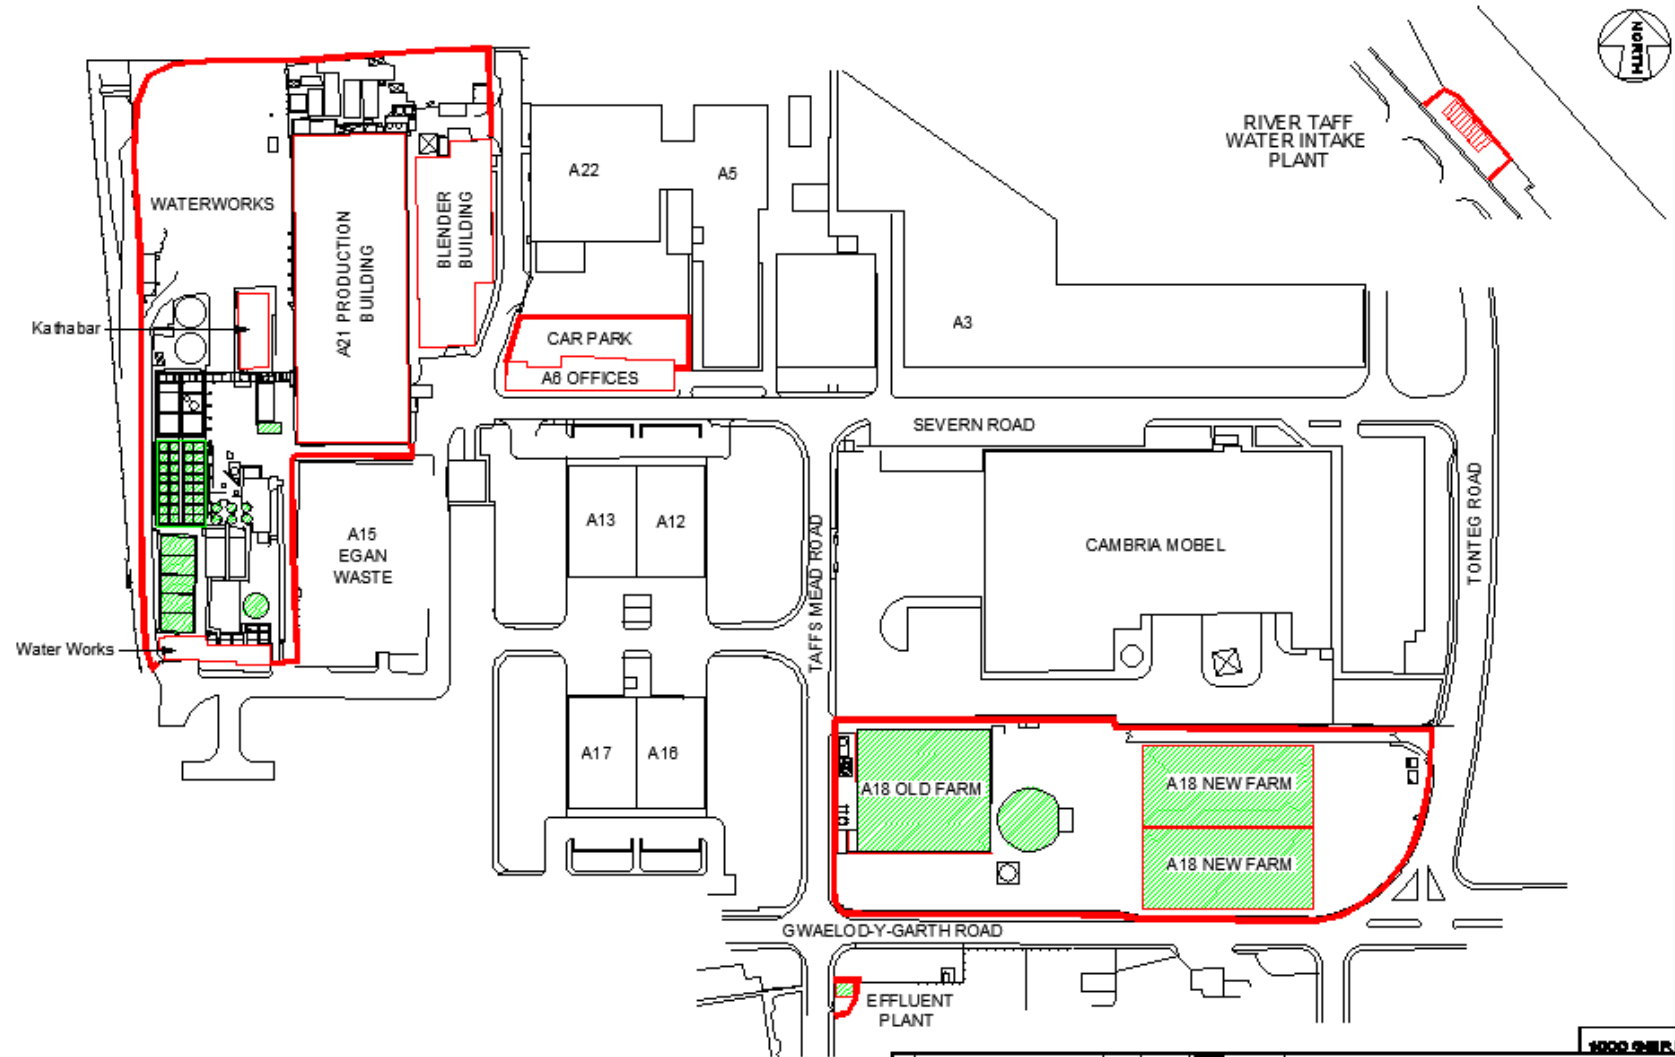 NORTH
RIVER TAFF
WATER INTAKE
PLANT
A22
A5
WATERWORKS
A21 PRODUCTION
BUILDING
BLENDER
BUILDING
Kathabar
CAR PARK
A3
A6 OFFICES
SEVERN ROAD
A13
A12
A15
EGAN
WASTE
TAFFS MEAD ROAD
CAMBRIA MOBEL
TONTEG ROAD
Water Works
A17
A16
A18 OLD FARM
A18 NEW FARM
A18 NEW FARM
GWAELOD-Y-GARTH ROAD
EFFLUENT
PLANT